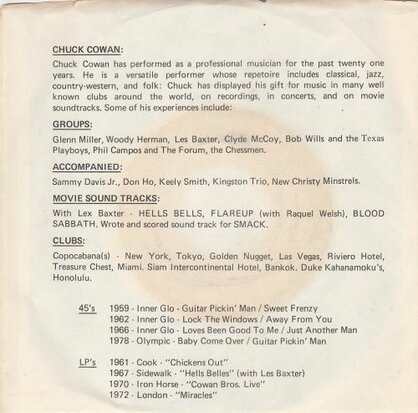 CHUCK COWAN:
Chuck Cowan has performed as a professional musician for the past twenty one
years. He is a versatile performer whose repetoire includes classical, jazz,
country-western, and folk: Chuck has displayed his gift for music in many well
known clubs around the world, on recordings, in concerts, and on movie
soundtracks. Some of his experiences include:
GROUPS:
Glenn Miller, Woody Herman, Les Baxter, Clyde McCoy, Bob Wills and the Texas
Playboys, Phil Campos and The Forum, the Chessmen.
ACCOMPANIED:
Sammy Davis Jr., Don Ho, Keely Smith, Kingston Trio, New Christy Minstrels.
MOVIE SOUND TRACKS:
With Lex Baxter - HELLS BELLS, FLAREUP (with Raquel Welsh), BLOOD
SABBATH. Wrote and scored sound track for SMACK.
CLUBS:
Copocabana(s) - New York, Tokyo, Golden Nugget, Las Vegas, Riviero Hotel,
Treasure Chest, Miami. Siam Intercontinental Hotel, Bankok. Duke Kahanamoku's,
Honolulu.
45's 1959 - Inner Glo - Guitar Pickin' Man / Sweet Frenzy
1962 - Inner Glo - Lock The Windows / Away From You
1966 - Inner Glo - Loves Been Good To Me / Just Another Man
1978 - Olympic - Baby Come Over / Guitar Pickin' Man
LP's 1961 - Cook - "Chickens Out"
1967 - Sidewalk - "Hells Belles" (with Les Baxter)
1970 - Iron Horse - "Cowan Bros. Live"
1972 - London - "Miracles"